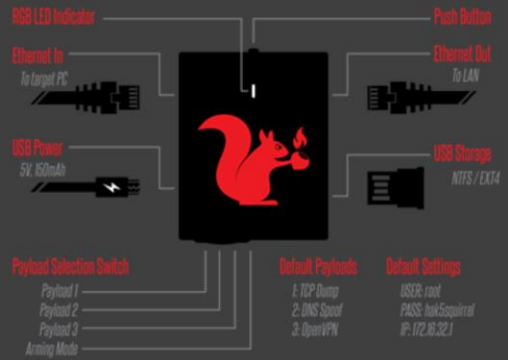 RGB LED Indicator
Push Button
Ethernet In
To target PC
Ethernet Out
To LAN
USB Power
5V, 150mAh
USB Storage
NTFS / EXT4
Payload Selection Switch
Payload 1
Payload 2
Payload 3
Arming Mode
Default Payloads
1: TCP Dump
2: DNS Spoof
3: OpenVPN
Default Settings
USER: root
PASS: hak5squirrel
IP: 172.16.32.1